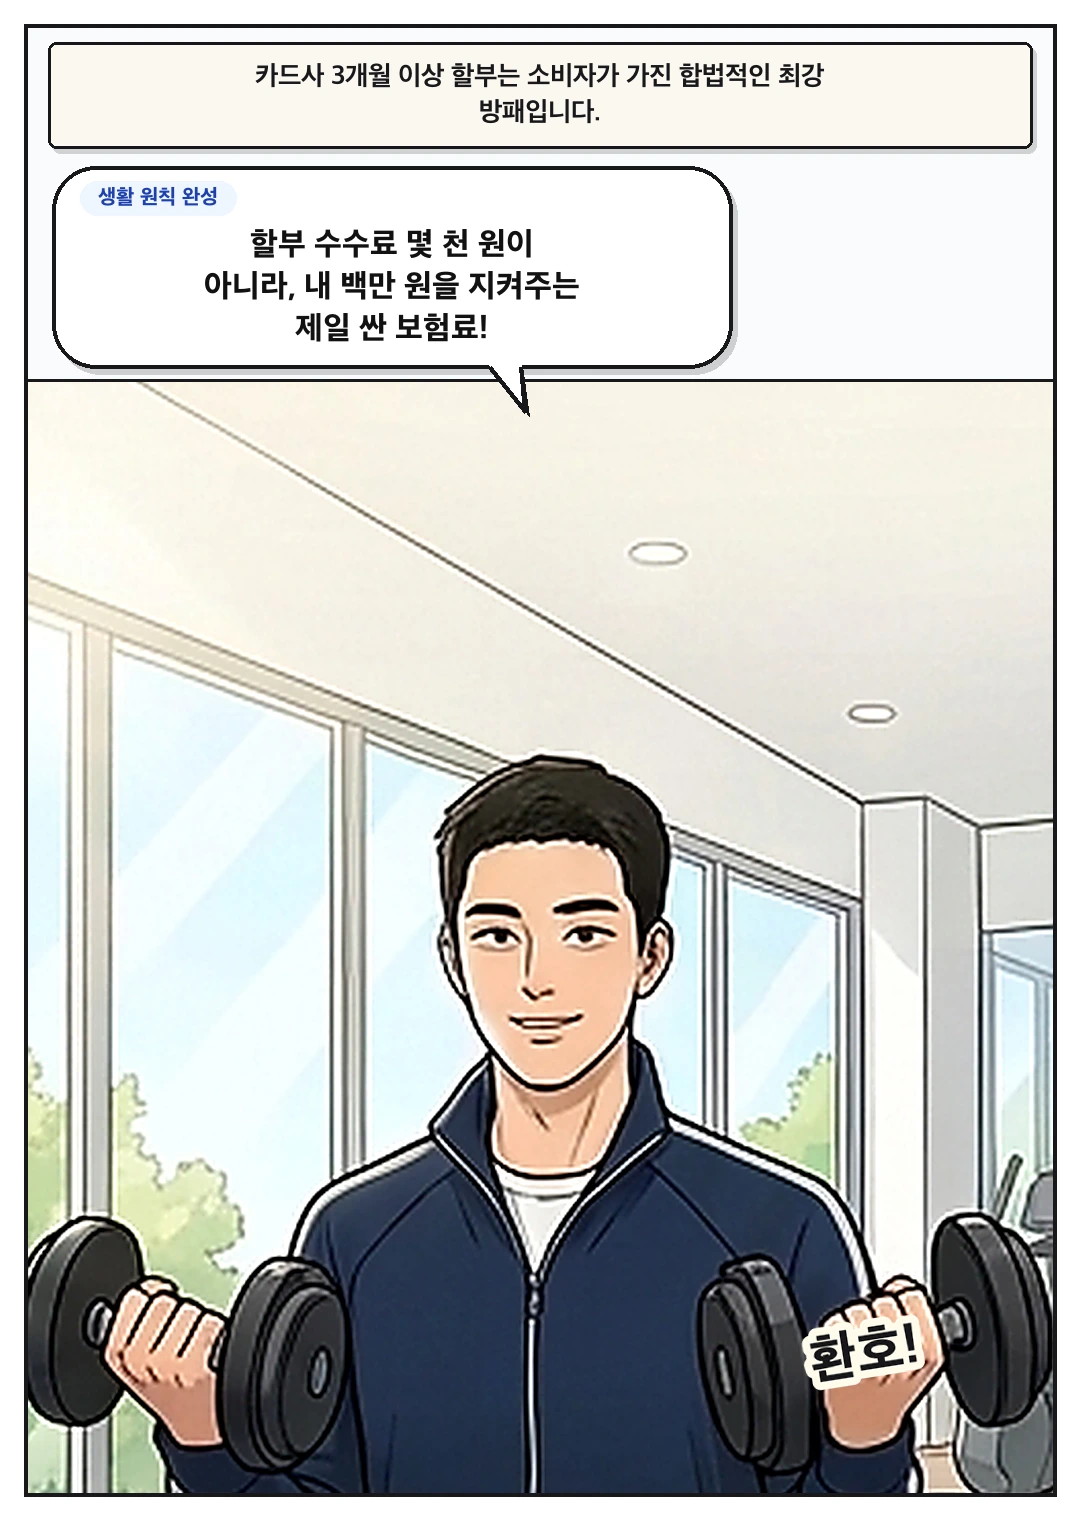 카드사 3개월 이상 할부는 소비자가 가진 합법적인 최강
방패입니다.
생활 원칙 완성
할부 수수료 몇 천 원이
아니라, 내 백만 원을 지켜주는
제일 싼 보험료!
환호!